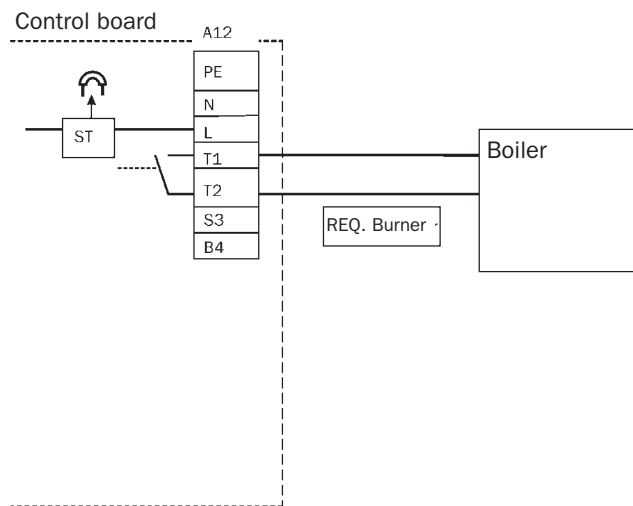 Control board
A12
PE
N
ST
L
Boiler
T1
T2
S3
REQ. Burner
B4